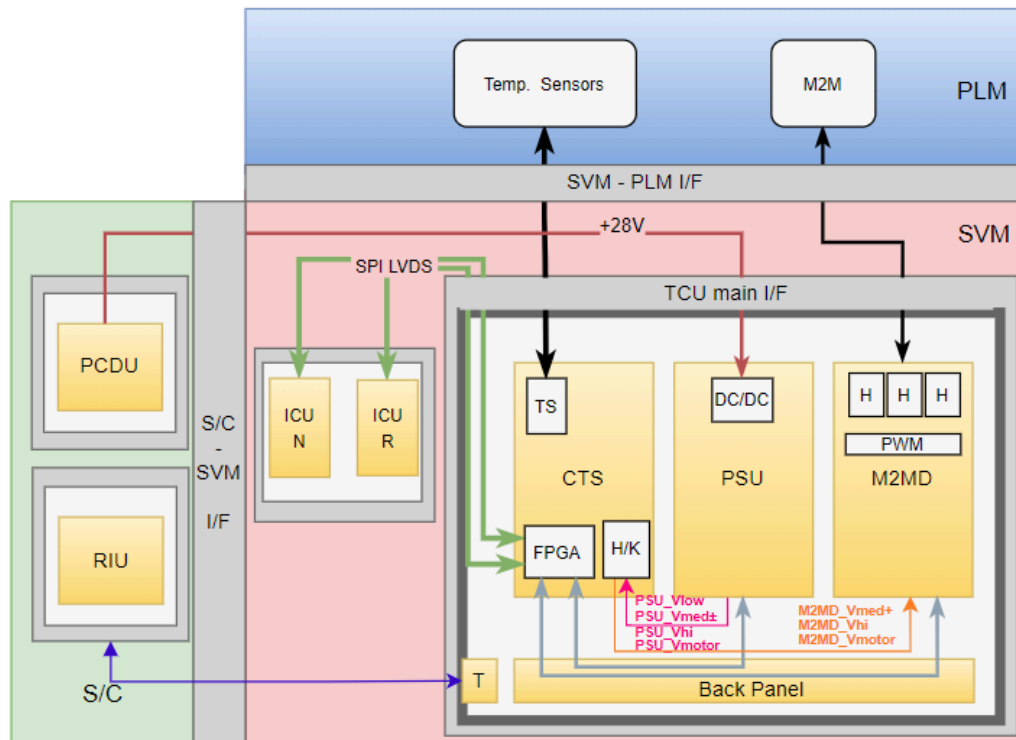 Temp. Sensors
M2M
PLM
SVM - PLM I/F
+28V
SVM
SPI LVDS
TCU main I/F
PCDU
S/C
-
SVM
I/F
ICU
N
ICU
R
TS
DC/DC
H
H
H
PWM
CTS
PSU
M2MD
RIU
FPGA
H/K
PSU_Vlow
PSU_Vmed±
PSU_Vhi
PSU_Vmotor
M2MD_Vmed+
M2MD_Vhi
M2MD_Vmotor
S/C
T
Back Panel